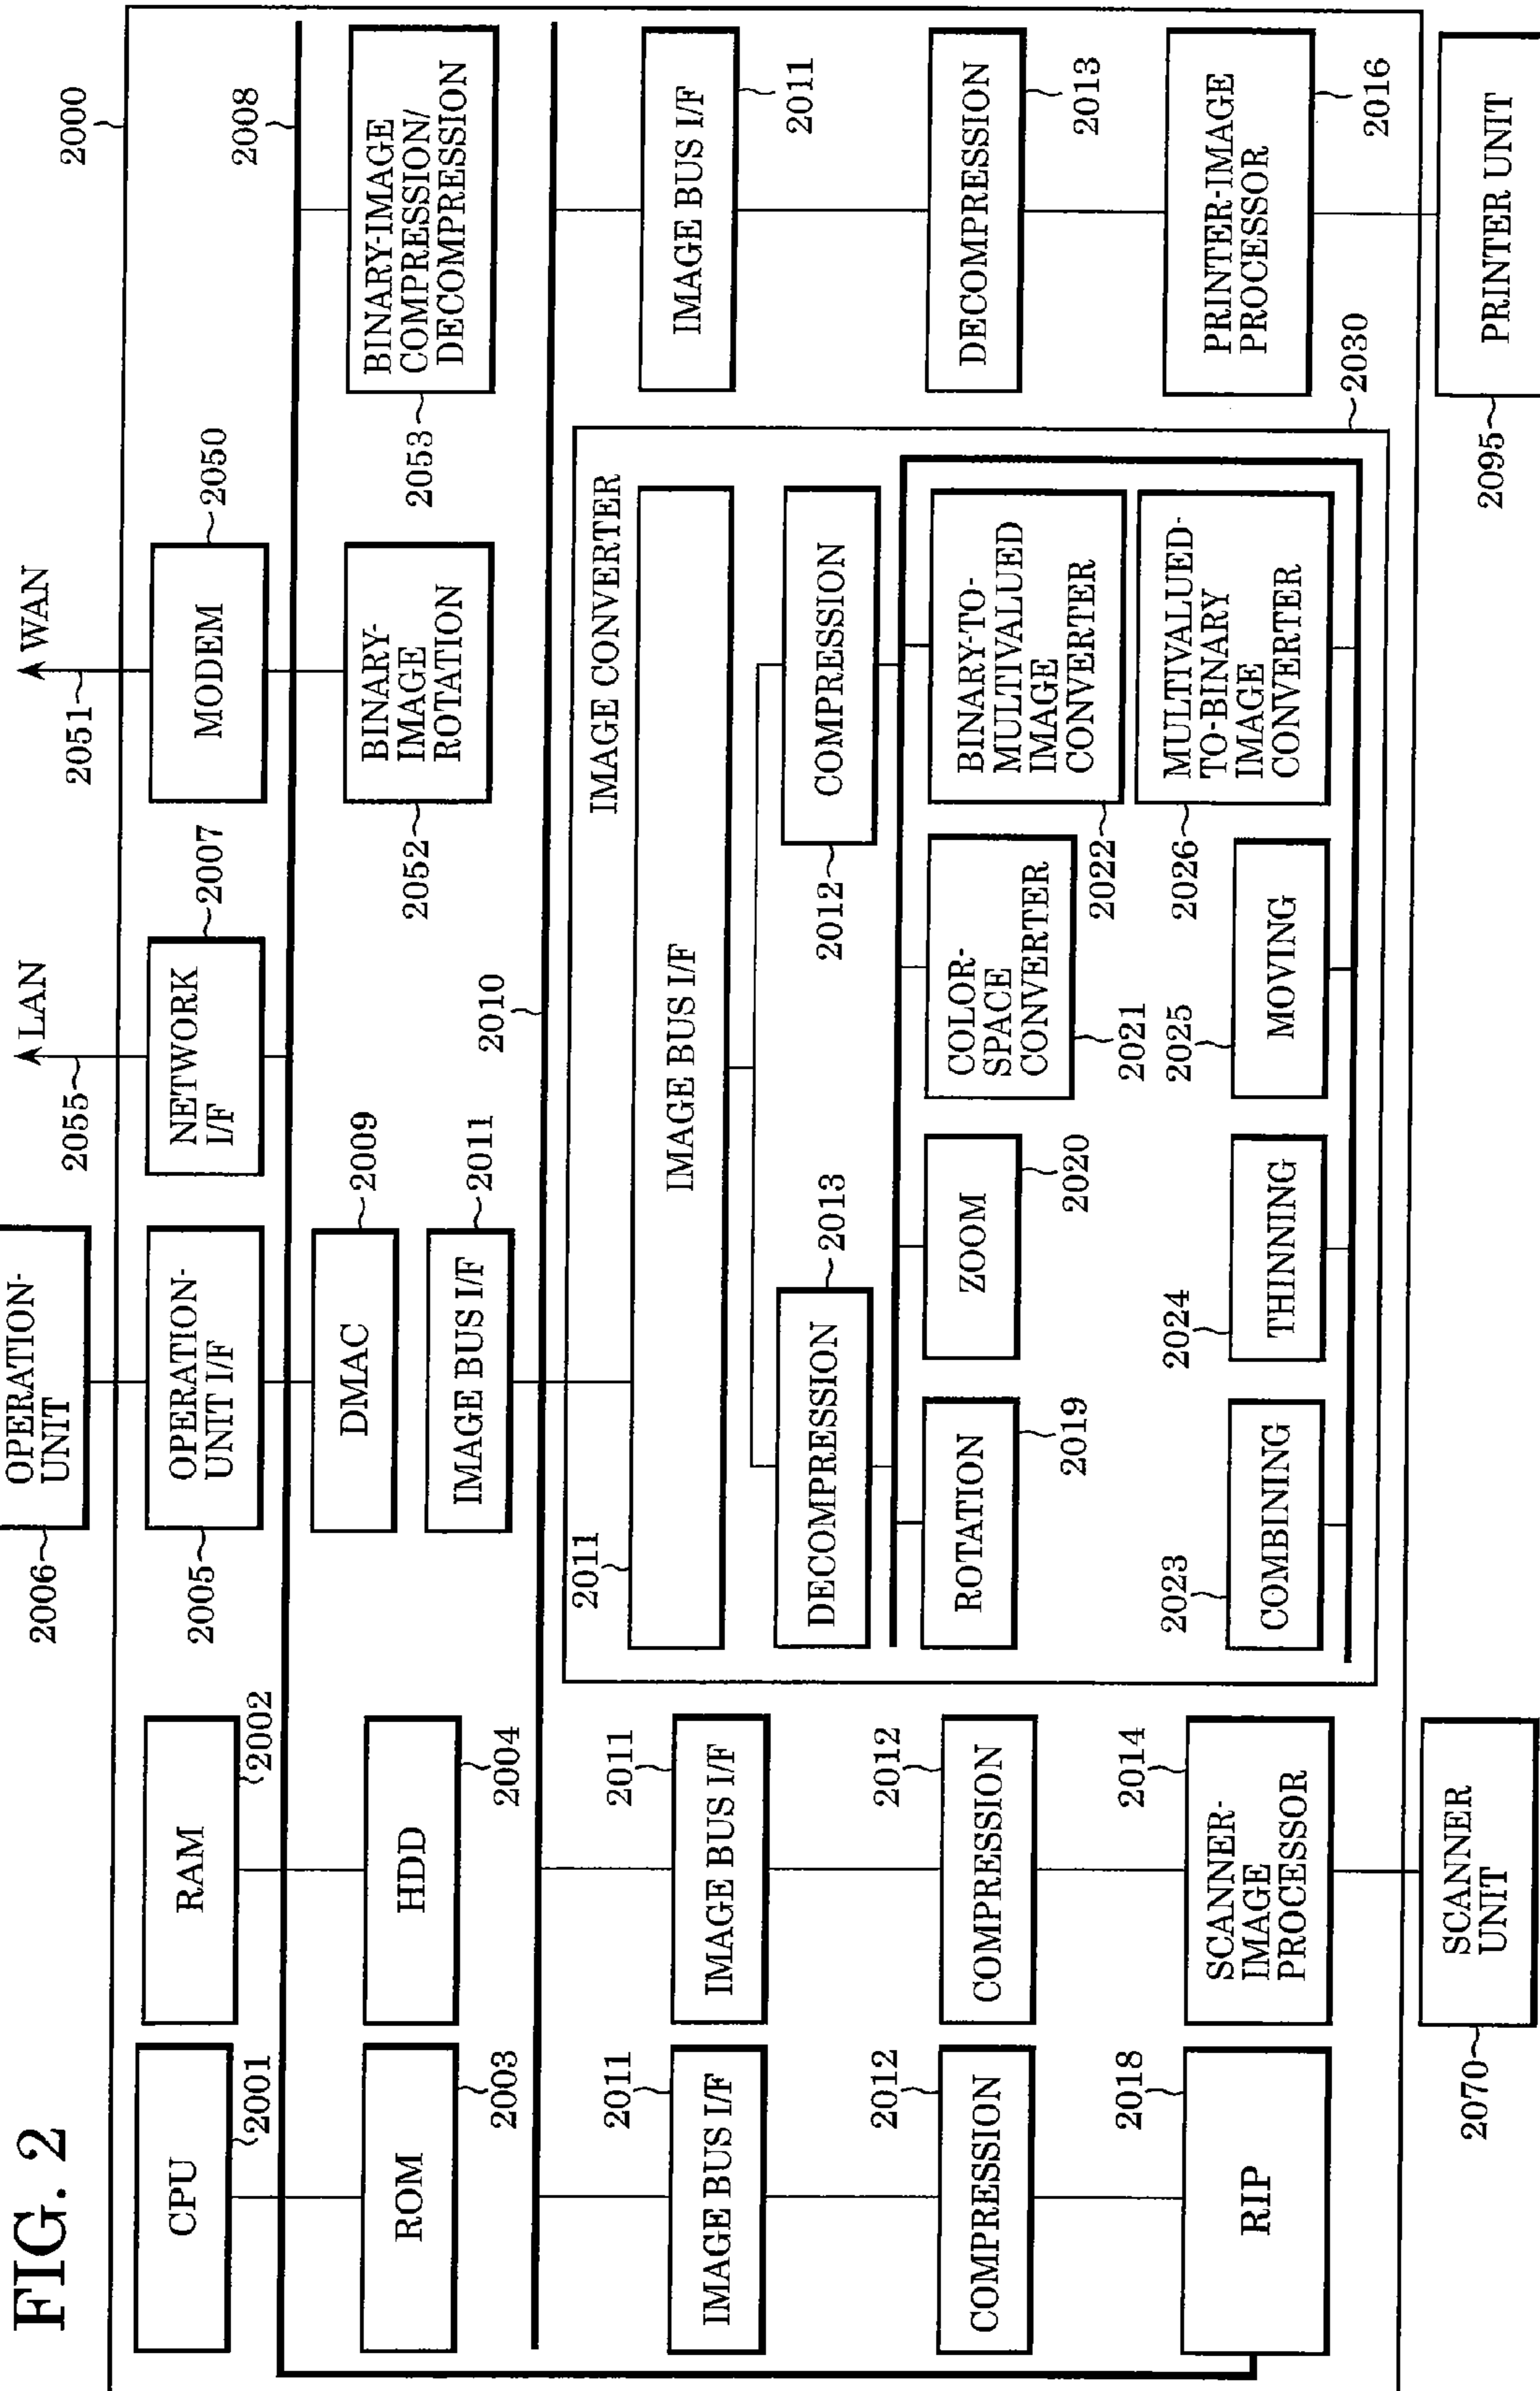 FIG. 2
OPERATION-
UNIT
2006
LAN
2055
WAN
2051
2000
CPU
2001
RAM
2002
OPERATION-
UNIT I/F
2005
NETWORK
I/F
2007
MODEM
2050
2008
ROM
2003
HDD
2004
DMAC
2009
IMAGE BUS I/F
2011
BINARY-
IMAGE
ROTATION
2052
BINARY-IMAGE
COMPRESSION/
DECOMPRESSION
2053
2010
IMAGE BUS I/F
2011
IMAGE BUS I/F
2011
IMAGE CONVERTER
2011
IMAGE BUS I/F
IMAGE BUS I/F
2011
COMPRESSION
2012
COMPRESSION
2012
DECOMPRESSION
2013
COMPRESSION
2012
DECOMPRESSION
2013
ROTATION
2019
ZOOM
2020
COLOR-
SPACE
CONVERTER
2021
BINARY-TO-
MULTIVALUED
IMAGE
CONVERTER
2022
RIP
2018
SCANNER-
IMAGE
PROCESSOR
2014
COMBINING
2023
THINNING
2024
MOVING
2025
MULTIVALUED-
TO-BINARY
IMAGE
CONVERTER
2026
PRINTER-IMAGE
PROCESSOR
2016
2030
SCANNER
UNIT
2070
PRINTER UNIT
2095